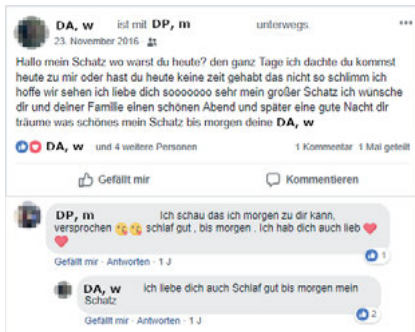 DA, w ist mit DP, m unterwegs.
23. November 2016
Hallo mein Schatz wo warst du heute? den ganz Tage ich dachte du kommst
heute zu mir oder hast du heute keine zeit gehabt das nicht so schlimm ich
hoffe wir sehen ich liebe dich sooooooo sehr mein großer Schatz ich wünsche
dir und deiner Familie einen schönen Abend und später eine gute Nacht dir
träume was schönes mein Schatz bis morgen deine DA, w
DA, w und 4 weitere Personen 1 Kommentar 1 Mal geteilt
Gefällt mir Kommentieren
DP, m Ich schau das ich morgen zu dir kann,
versprochen 😘😘 schlaf gut , bis morgen . Ich hab dich auch lieb ❤
❤
1
Gefällt mir · Antworten · 1 J
DA, w ich liebe dich auch Schlaf gut bis morgen mein
Schatz
2
Gefällt mir · Antworten · 1 J